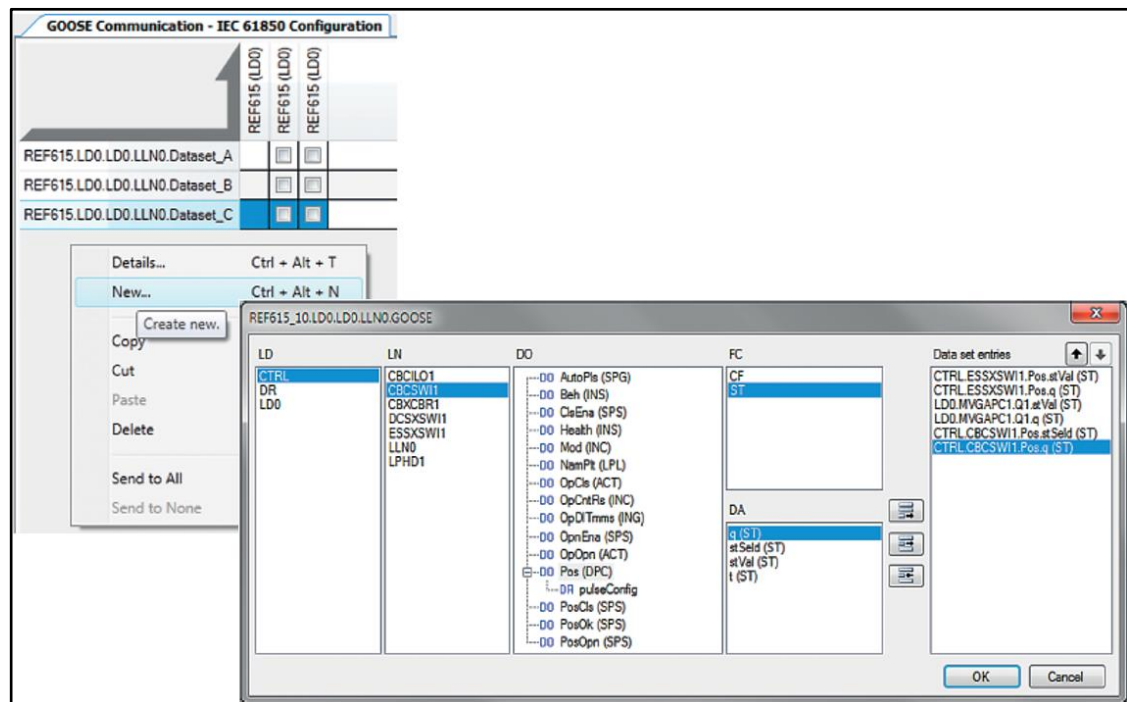 GOOSE Communication - IEC 61850 Configuration
REF615 (LD0)
REF615 (LD0)
REF615 (LD0)
REF615.LD0.LD0.LLN0.Dataset_A
REF615.LD0.LD0.LLN0.Dataset_B
REF615.LD0.LD0.LLN0.Dataset_C
Details... Ctrl + Alt + T
New... Ctrl + Alt + N
Create new.
Copy
Cut
Paste
Delete
Send to All
Send to None
REF615_10.LD0.LD0.LLN0.GOOSE
LD
CTRL
DR
LD0
LN
CBCILO1
CBCSWI1
CBXCBR1
DCSXSWI1
ESSXSWI1
LLN0
LPHD1
DO
DO AutoPls (SPG)
DO Beh (INS)
DO ClsEna (SPS)
DO Health (INS)
DO Mod (INC)
DO NamPlt (LPL)
DO OpCls (ACT)
DO OpCntRs (INC)
DO OpDlTmms (ING)
DO OpnEna (SPS)
DO OpOpn (ACT)
DO Pos (DPC)
DA pulseConfig
DO PosCls (SPS)
DO PosOk (SPS)
DO PosOpn (SPS)
FC
CF
ST
DA
q (ST)
stSeld (ST)
stVal (ST)
t (ST)
Data set entries
CTRL.ESSXSWI1.Pos.stVal (ST)
CTRL.ESSXSWI1.Pos.q (ST)
LD0.MVGAPC1.Q1.stVal (ST)
LD0.MVGAPC1.Q1.q (ST)
CTRL.CBCSWI1.Pos.stSeld (ST)
CTRL.CBCSWI1.Pos.q (ST)
OK
Cancel